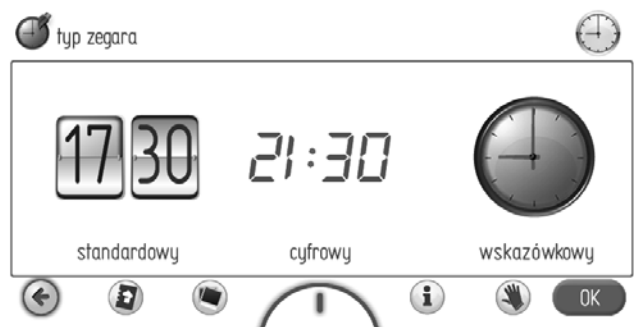 typ zegara
17 30
21:30
standardowy
cyfrowy
wskazówkowy
i
OK